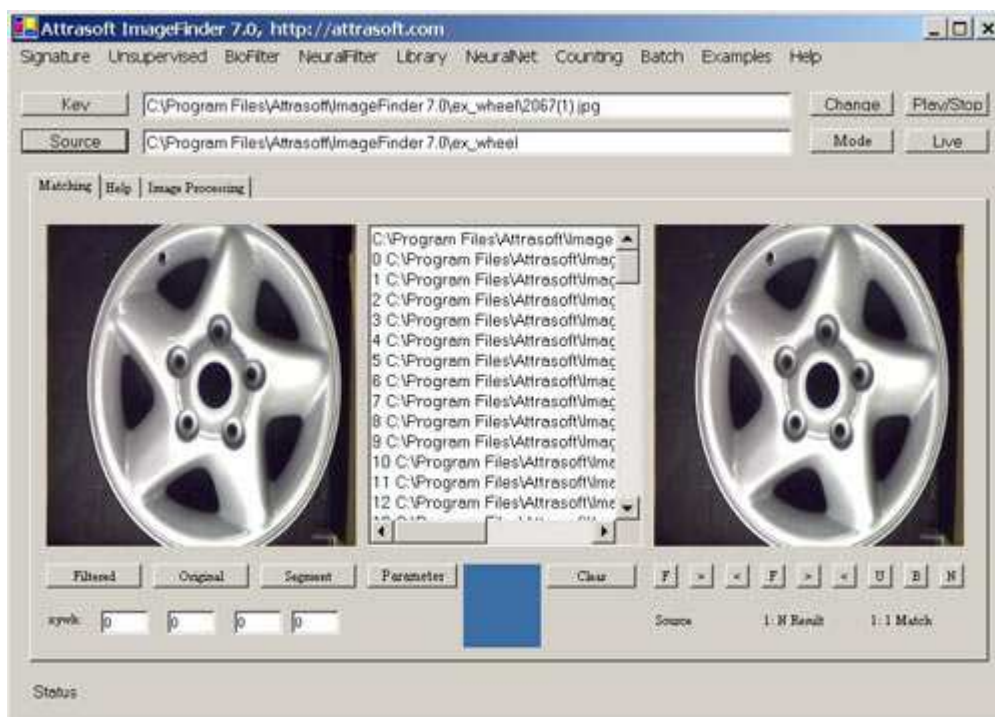 Attrasoft ImageFinder 7.0, http://attrasoft.com
Signature Unsupervised BioFilter NeuralFilter Library NeuralNet Counting Batch Examples Help
Key C:\Program Files\Attrasoft\ImageFinder 7.0\ex_wheel\2067(1).jpg Change Play/Stop
Source C:\Program Files\Attrasoft\ImageFinder 7.0\ex_wheel Mode Live
Matching Help Image Processing
C:\Program Files\Attrasoft\Image
0 C:\Program Files\Attrasoft\Imag
1 C:\Program Files\Attrasoft\Imag
2 C:\Program Files\Attrasoft\Imag
3 C:\Program Files\Attrasoft\Imag
4 C:\Program Files\Attrasoft\Imag
5 C:\Program Files\Attrasoft\Imag
6 C:\Program Files\Attrasoft\Imag
7 C:\Program Files\Attrasoft\Imag
8 C:\Program Files\Attrasoft\Imag
9 C:\Program Files\Attrasoft\Imag
10 C:\Program Files\Attrasoft\Ima
11 C:\Program Files\Attrasoft\Ima
12 C:\Program Files\Attrasoft\Ima
Filtered Original Segment Parameter Clear F > < F > < U B N
xywh: 0 0 0 0 Source 1: N Result 1: 1 Match
Status